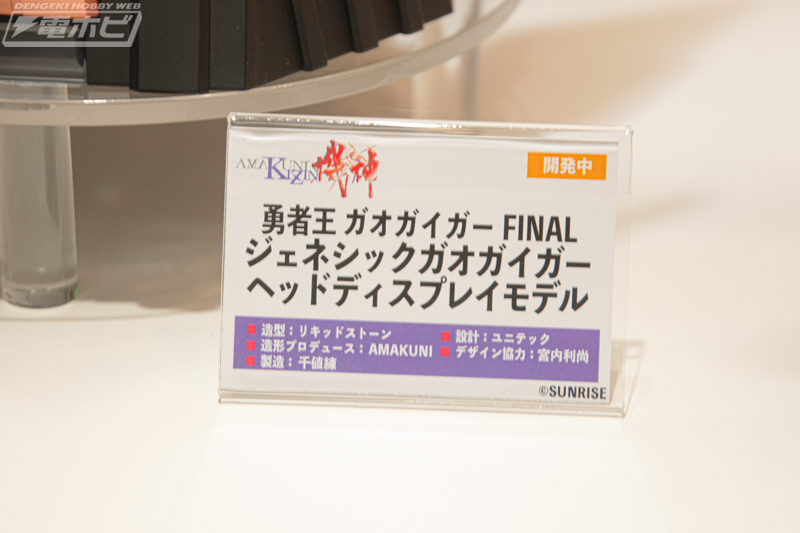 DENGEKI HOBBY WEB
電ホビ
AMAKUNI
KIZIN
機神
開発中
勇者王 ガオガイガー FINAL
ジェネシックガオガイガー
ヘッドディスプレイモデル
■ 造型：リキッドストーン
■ 設計：ユニテック
■ 造形プロデュース：AMAKUNI
■ デザイン協力：宮内利尚
■ 製造：千値練
©SUNRISE